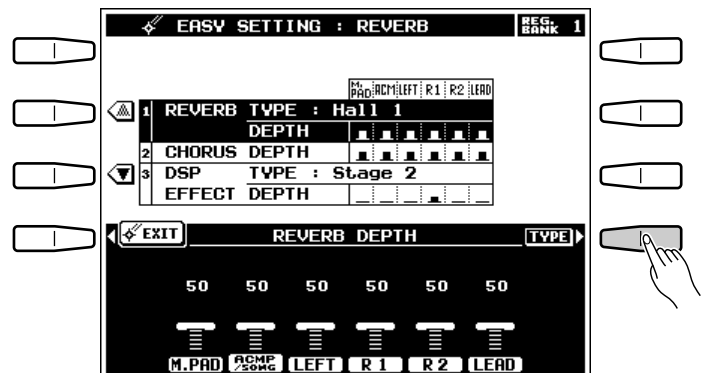 EASY SETTING : REVERB REG. BANK 1
M. PAD ACM LEFT R1 R2 LEAD
1 REVERB TYPE : Hall 1
DEPTH
2 CHORUS DEPTH
3 DSP TYPE : Stage 2
EFFECT DEPTH
EXIT REVERB DEPTH TYPE
50 50 50 50 50 50
M.PAD ACMP /SONG LEFT R 1 R 2 LEAD